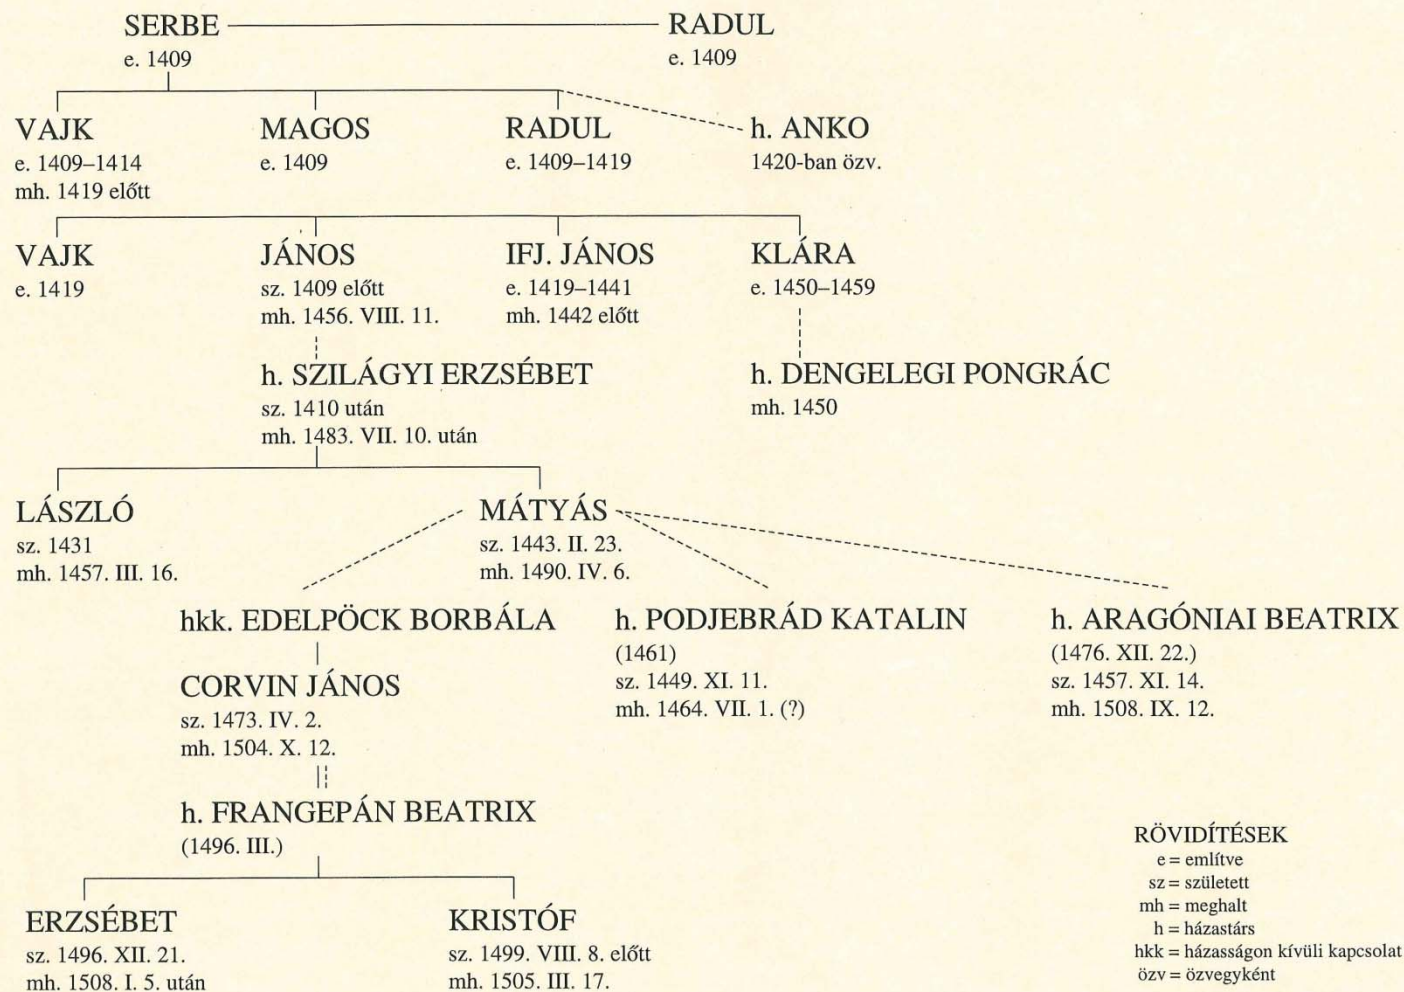 SERBE
e. 1409
RADUL
e. 1409
VAJK
e. 1409–1414
mh. 1419 előtt
MAGOS
e. 1409
RADUL
e. 1409–1419
h. ANKO
1420-ban özv.
VAJK
e. 1419
JÁNOS
sz. 1409 előtt
mh. 1456. VIII. 11.
IFJ. JÁNOS
e. 1419–1441
mh. 1442 előtt
KLÁRA
e. 1450–1459
h. SZILÁGYI ERZSÉBET
sz. 1410 után
mh. 1483. VII. 10. után
h. DENGELEGI PONGRÁC
mh. 1450
LÁSZLÓ
sz. 1431
mh. 1457. III. 16.
MÁTYÁS
sz. 1443. II. 23.
mh. 1490. IV. 6.
hkk. EDELPÖCK BORBÁLA
h. PODJEBRÁD KATALIN
(1461)
sz. 1449. XI. 11.
mh. 1464. VII. 1. (?)
h. ARAGÓNIAI BEATRIX
(1476. XII. 22.)
sz. 1457. XI. 14.
mh. 1508. IX. 12.
CORVIN JÁNOS
sz. 1473. IV. 2.
mh. 1504. X. 12.
h. FRANGEPÁN BEATRIX
(1496. III.)
ERZSÉBET
sz. 1496. XII. 21.
mh. 1508. I. 5. után
KRISTÓF
sz. 1499. VIII. 8. előtt
mh. 1505. III. 17.
RÖVIDÍTÉSEK
e = említve
sz = született
mh = meghalt
h = házastárs
hkk = házasságon kívüli kapcsolat
özv = özvegyként